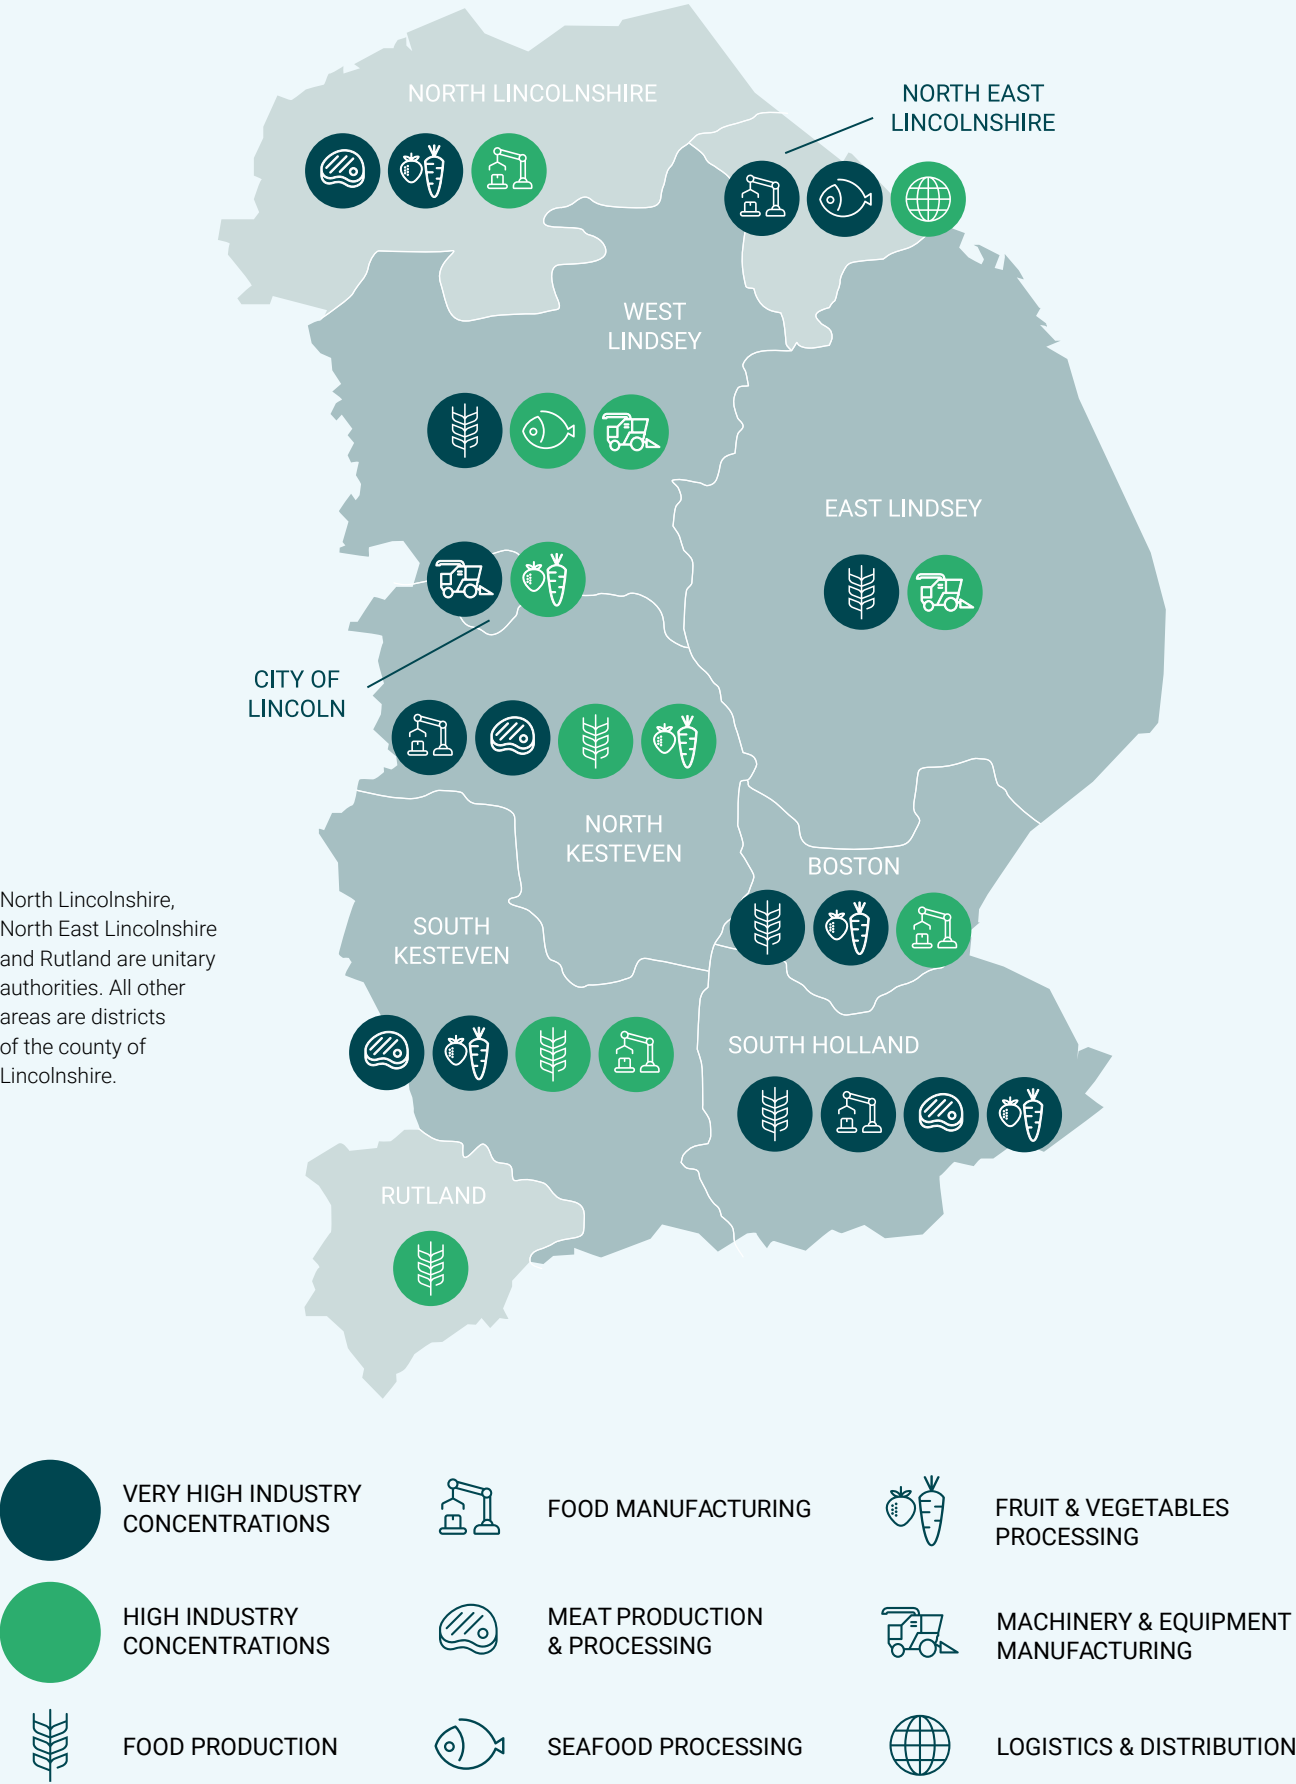 NORTH LINCOLNSHIRE
NORTH EAST
LINCOLNSHIRE
WEST
LINDSEY
EAST LINDSEY
CITY OF
LINCOLN
NORTH
KESTEVEN
BOSTON
SOUTH
KESTEVEN
North Lincolnshire,
North East Lincolnshire
and Rutland are unitary
authorities. All other
areas are districts
of the county of
Lincolnshire.
SOUTH HOLLAND
RUTLAND
VERY HIGH INDUSTRY
CONCENTRATIONS
FOOD MANUFACTURING
FRUIT & VEGETABLES
PROCESSING
HIGH INDUSTRY
CONCENTRATIONS
MEAT PRODUCTION
& PROCESSING
MACHINERY & EQUIPMENT
MANUFACTURING
FOOD PRODUCTION
SEAFOOD PROCESSING
LOGISTICS & DISTRIBUTION